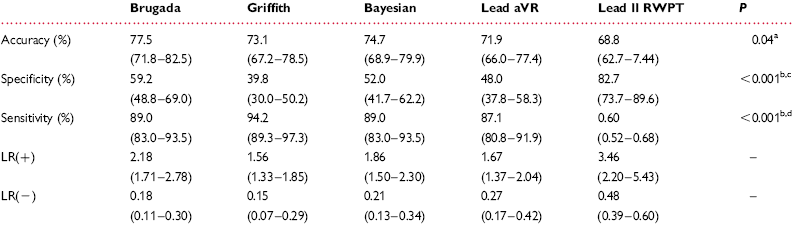 Brugada Griffith Bayesian Lead aVR Lead II RWPT P
Accuracy (%) 77.5 73.1 74.7 71.9 68.8 0.04a
(71.8–82.5) (67.2–78.5) (68.9–79.9) (66.0–77.4) (62.7–7.44)
Specificity (%) 59.2 39.8 52.0 48.0 82.7 <0.001b,c
(48.8–69.0) (30.0–50.2) (41.7–62.2) (37.8–58.3) (73.7–89.6)
Sensitivity (%) 89.0 94.2 89.0 87.1 0.60 <0.001b,d
(83.0–93.5) (89.3–97.3) (83.0–93.5) (80.8–91.9) (0.52–0.68)
LR(+) 2.18 1.56 1.86 1.67 3.46 –
(1.71–2.78) (1.33–1.85) (1.50–2.30) (1.37–2.04) (2.20–5.43)
LR(−) 0.18 0.15 0.21 0.27 0.48 –
(0.11–0.30) (0.07–0.29) (0.13–0.34) (0.17–0.42) (0.39–0.60)